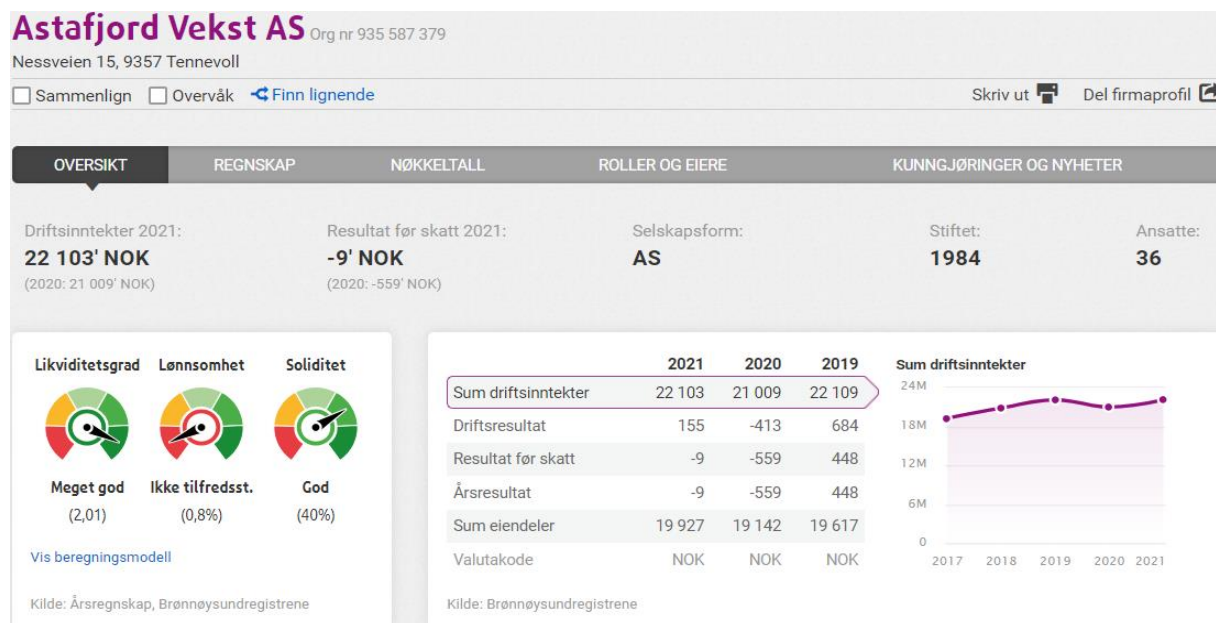 Astafjord Vekst AS Org nr 935 587 379
Nessveien 15, 9357 Tennevoll
Sammenlign Overvåk Finn lignende Skriv ut Del firmaprofil
OVERSIKT REGNSKAP NØKKELTALL ROLLER OG EIERE KUNNGJØRINGER OG NYHETER
Driftsinntekter 2021: Resultat før skatt 2021: Selskapsform: Stiftet: Ansatte:
22 103' NOK -9' NOK AS 1984 36
(2020: 21 009' NOK) (2020: -559' NOK)
Likviditetsgrad Lønnsomhet Soliditet
Meget god Ikke tilfredsst. God
(2,01) (0,8%) (40%)
Vis beregningsmodell
Kilde: Årsregnskap, Brønnøysundregistrene
2021 2020 2019
Sum driftsinntekter 22 103 21 009 22 109
Driftsresultat 155 -413 684
Resultat før skatt -9 -559 448
Årsresultat -9 -559 448
Sum eiendeler 19 927 19 142 19 617
Valutakode NOK NOK NOK
Kilde: Brønnøysundregistrene
Sum driftsinntekter
24M
18M
12M
6M
0
2017 2018 2019 2020 2021